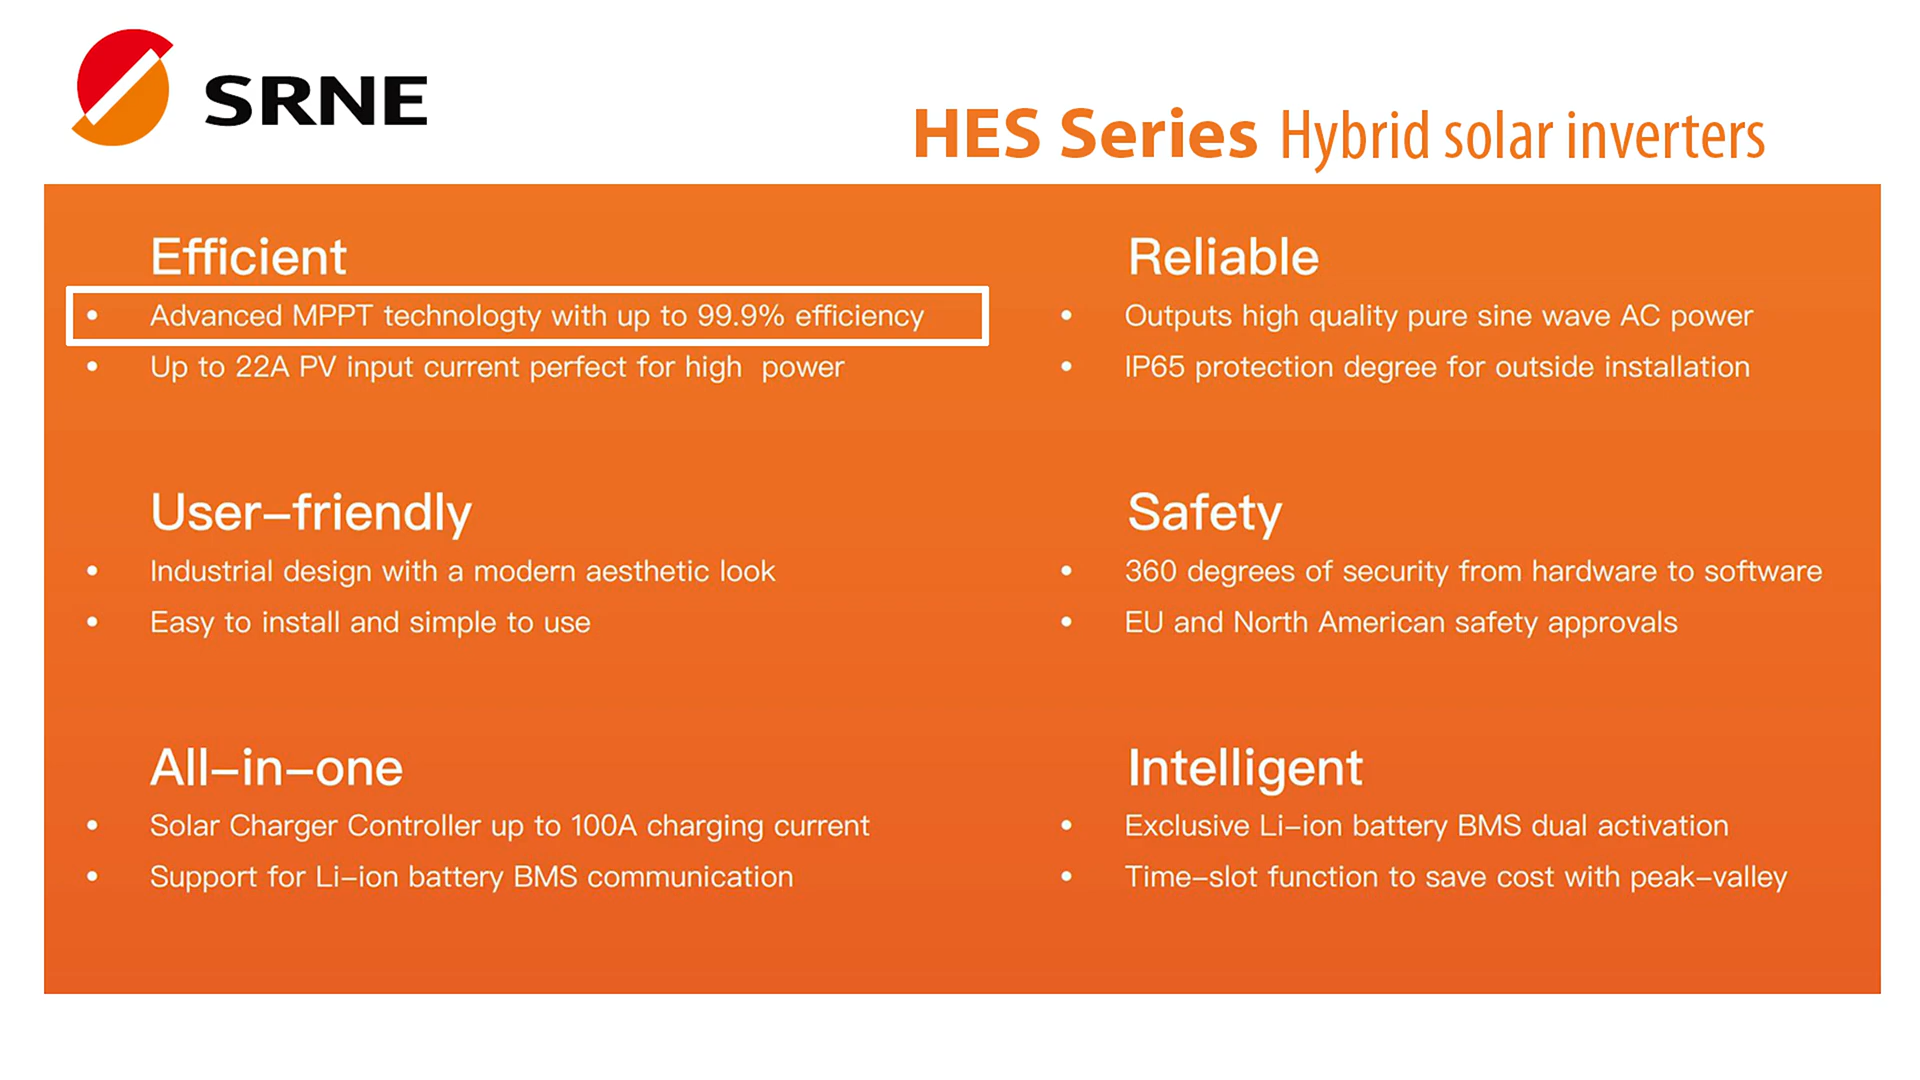 SRNE
HES Series Hybrid solar inverters
Efficient
• Advanced MPPT technologty with up to 99.9% efficiency
• Up to 22A PV input current perfect for high power
Reliable
• Outputs high quality pure sine wave AC power
• IP65 protection degree for outside installation
User-friendly
• Industrial design with a modern aesthetic look
• Easy to install and simple to use
Safety
• 360 degrees of security from hardware to software
• EU and North American safety approvals
All-in-one
• Solar Charger Controller up to 100A charging current
• Support for Li-ion battery BMS communication
Intelligent
• Exclusive Li-ion battery BMS dual activation
• Time-slot function to save cost with peak-valley